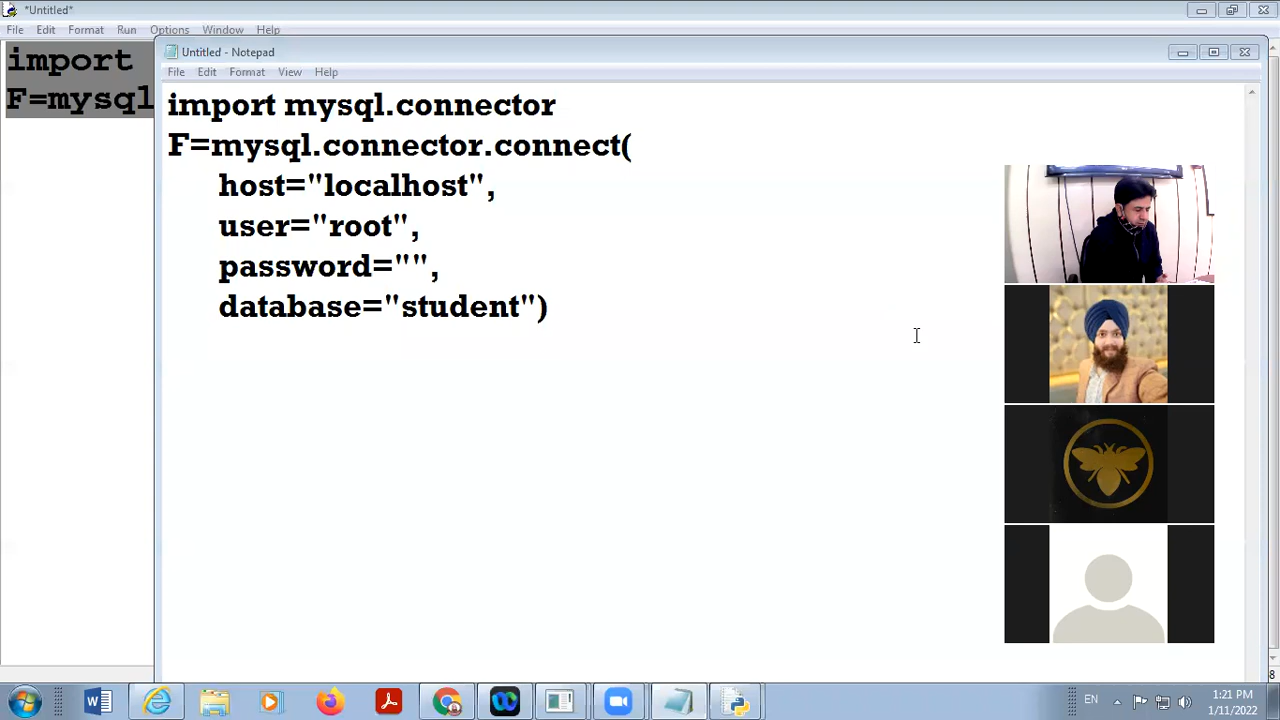 *Untitled*
File Edit Format Run Options Window Help
import
F=mysql
Untitled - Notepad
File Edit Format View Help
import mysql.connector
F=mysql.connector.connect(
host="localhost",
user="root",
password="",
database="student")
8
EN
1:21 PM
1/11/2022